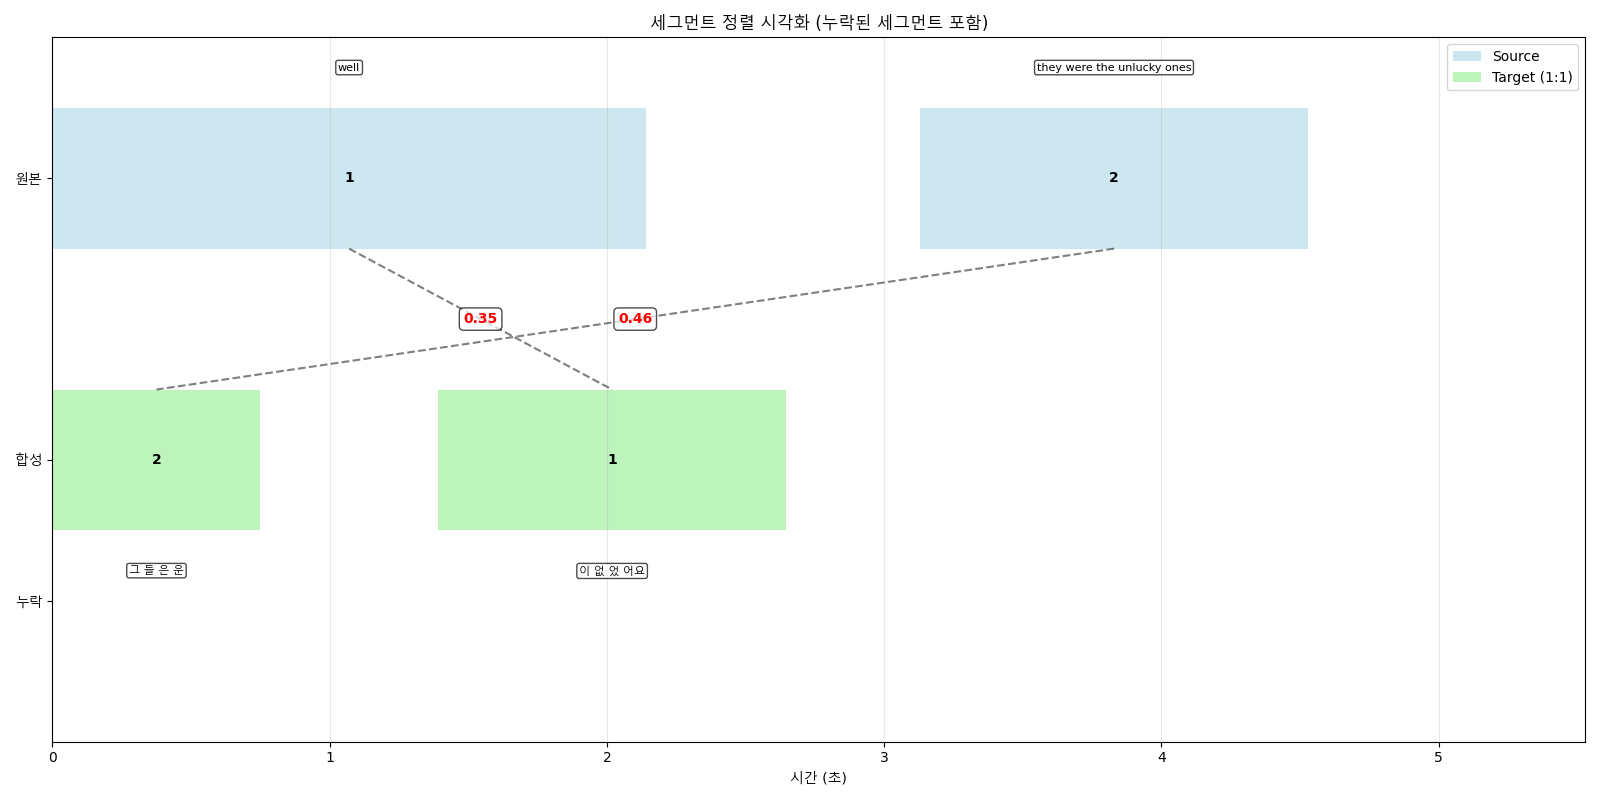 세그먼트 정렬 시각화 (누락된 세그먼트 포함)
well
they were the unlucky ones
Source
Target (1:1)
원본
1
2
0.35
0.46
합성
2
1
그 들 은 운
이 없 었 어요
누락
0 1 2 3 4 5
시간 (초)